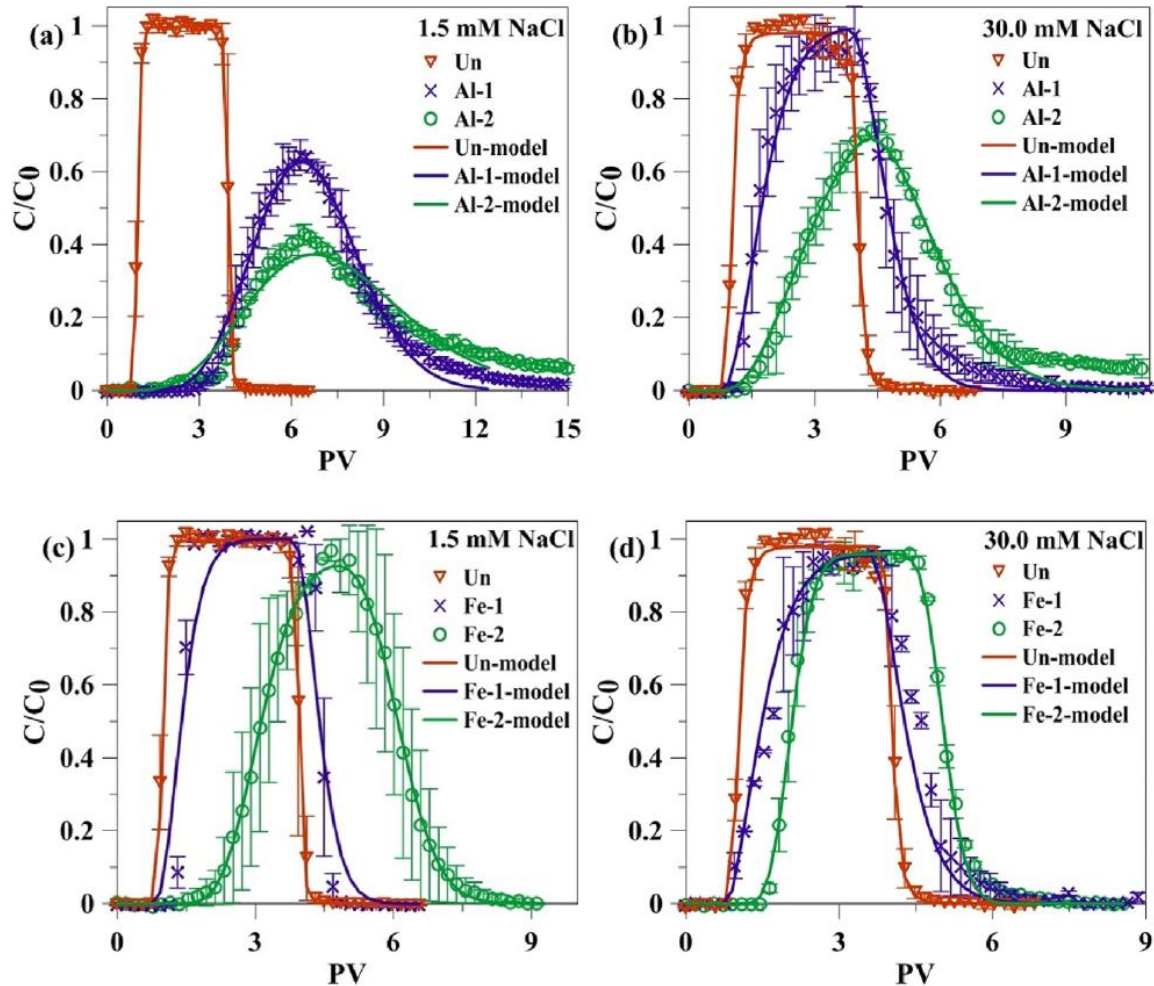 (a)
1.5 mM NaCl
Un
Al-1
Al-2
Un-model
Al-1-model
Al-2-model
C/C0
1
0.8
0.6
0.4
0.2
0
0 3 6 9 12 15
PV
(b)
30.0 mM NaCl
Un
Al-1
Al-2
Un-model
Al-1-model
Al-2-model
C/C0
1
0.8
0.6
0.4
0.2
0
0 3 6 9
PV
(c)
1.5 mM NaCl
Un
Fe-1
Fe-2
Un-model
Fe-1-model
Fe-2-model
C/C0
1
0.8
0.6
0.4
0.2
0
0 3 6 9
PV
(d)
30.0 mM NaCl
Un
Fe-1
Fe-2
Un-model
Fe-1-model
Fe-2-model
C/C0
1
0.8
0.6
0.4
0.2
0
0 3 6 9
PV